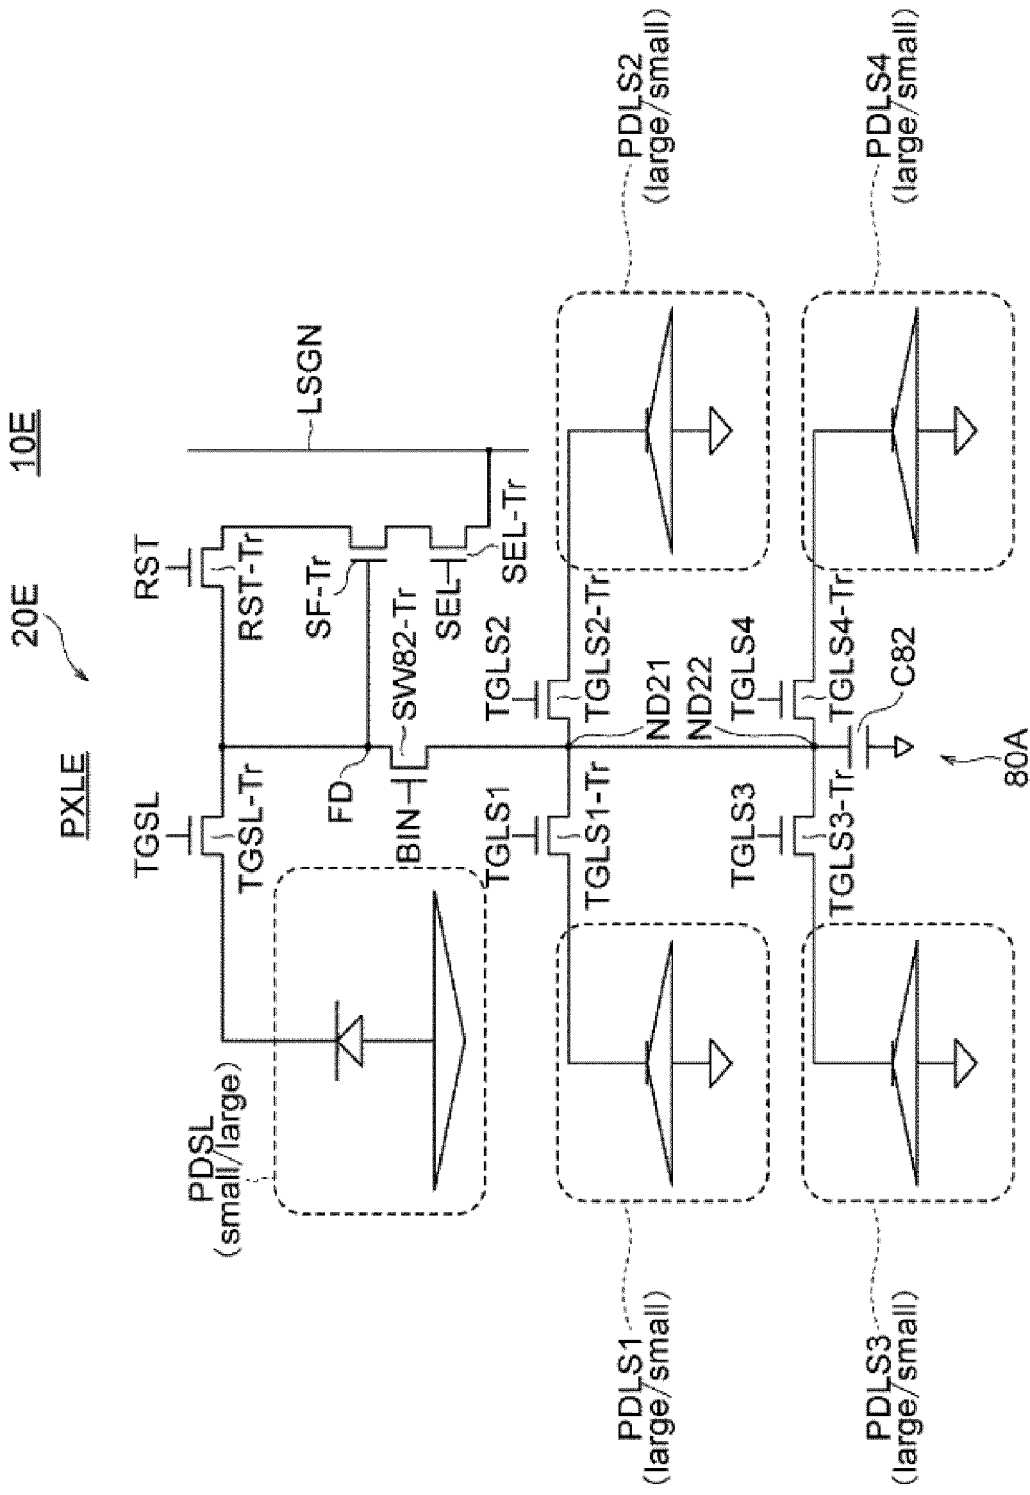 10E
20E
PXLE
LSGN
RST
RST-Tr
TGSL
TGSL-Tr
PDSL
(small/large)
SF-Tr
SEL
SEL-Tr
FD
SW82-Tr
BIN
TGLS1
TGLS1-Tr
TGLS2
TGLS2-Tr
ND21
ND22
TGLS3
TGLS3-Tr
TGLS4
TGLS4-Tr
C82
80A
PDLS1
(large/small)
PDLS2
(large/small)
PDLS3
(large/small)
PDLS4
(large/small)